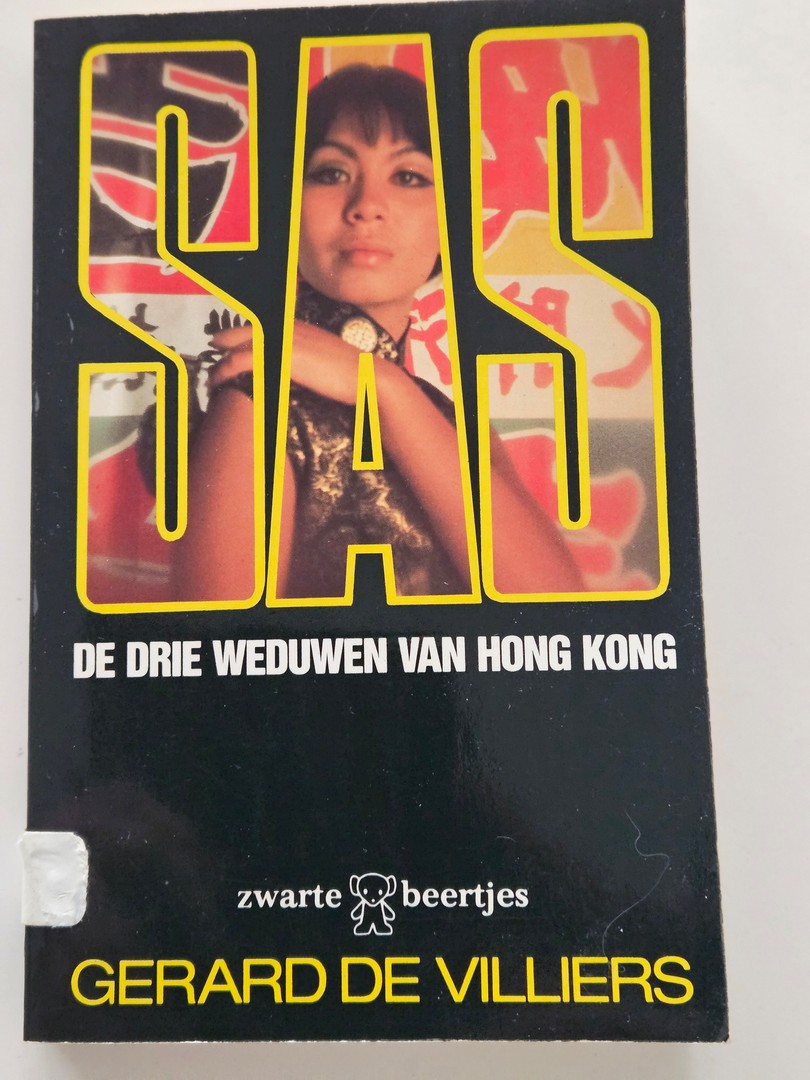 SAS
DE DRIE WEDUWEN VAN HONG KONG
zwarte beertjes
GERARD DE VILLIERS